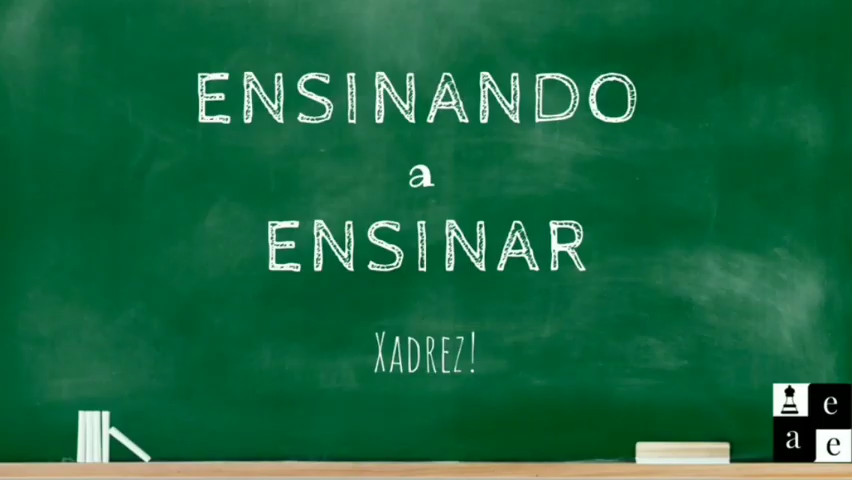 ENSINANDO
a
ENSINAR
XADREZ!
e
a e